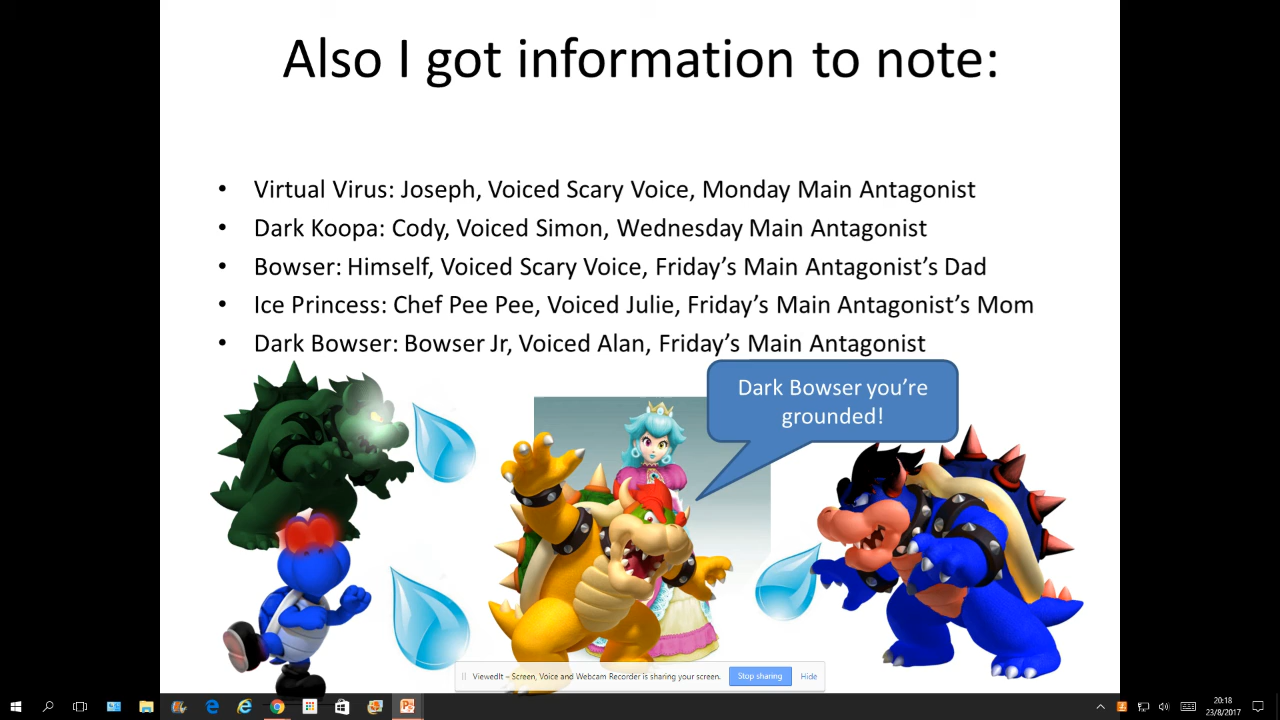 Also I got information to note:
• Virtual Virus: Joseph, Voiced Scary Voice, Monday Main Antagonist
• Dark Koopa: Cody, Voiced Simon, Wednesday Main Antagonist
• Bowser: Himself, Voiced Scary Voice, Friday’s Main Antagonist’s Dad
• Ice Princess: Chef Pee Pee, Voiced Julie, Friday’s Main Antagonist’s Mom
• Dark Bowser: Bowser Jr, Voiced Alan, Friday’s Main Antagonist
Dark Bowser you’re
grounded!
ViewedIt – Screen, Voice and Webcam Recorder is sharing your screen. Stop sharing Hide
20:18
23/8/2017